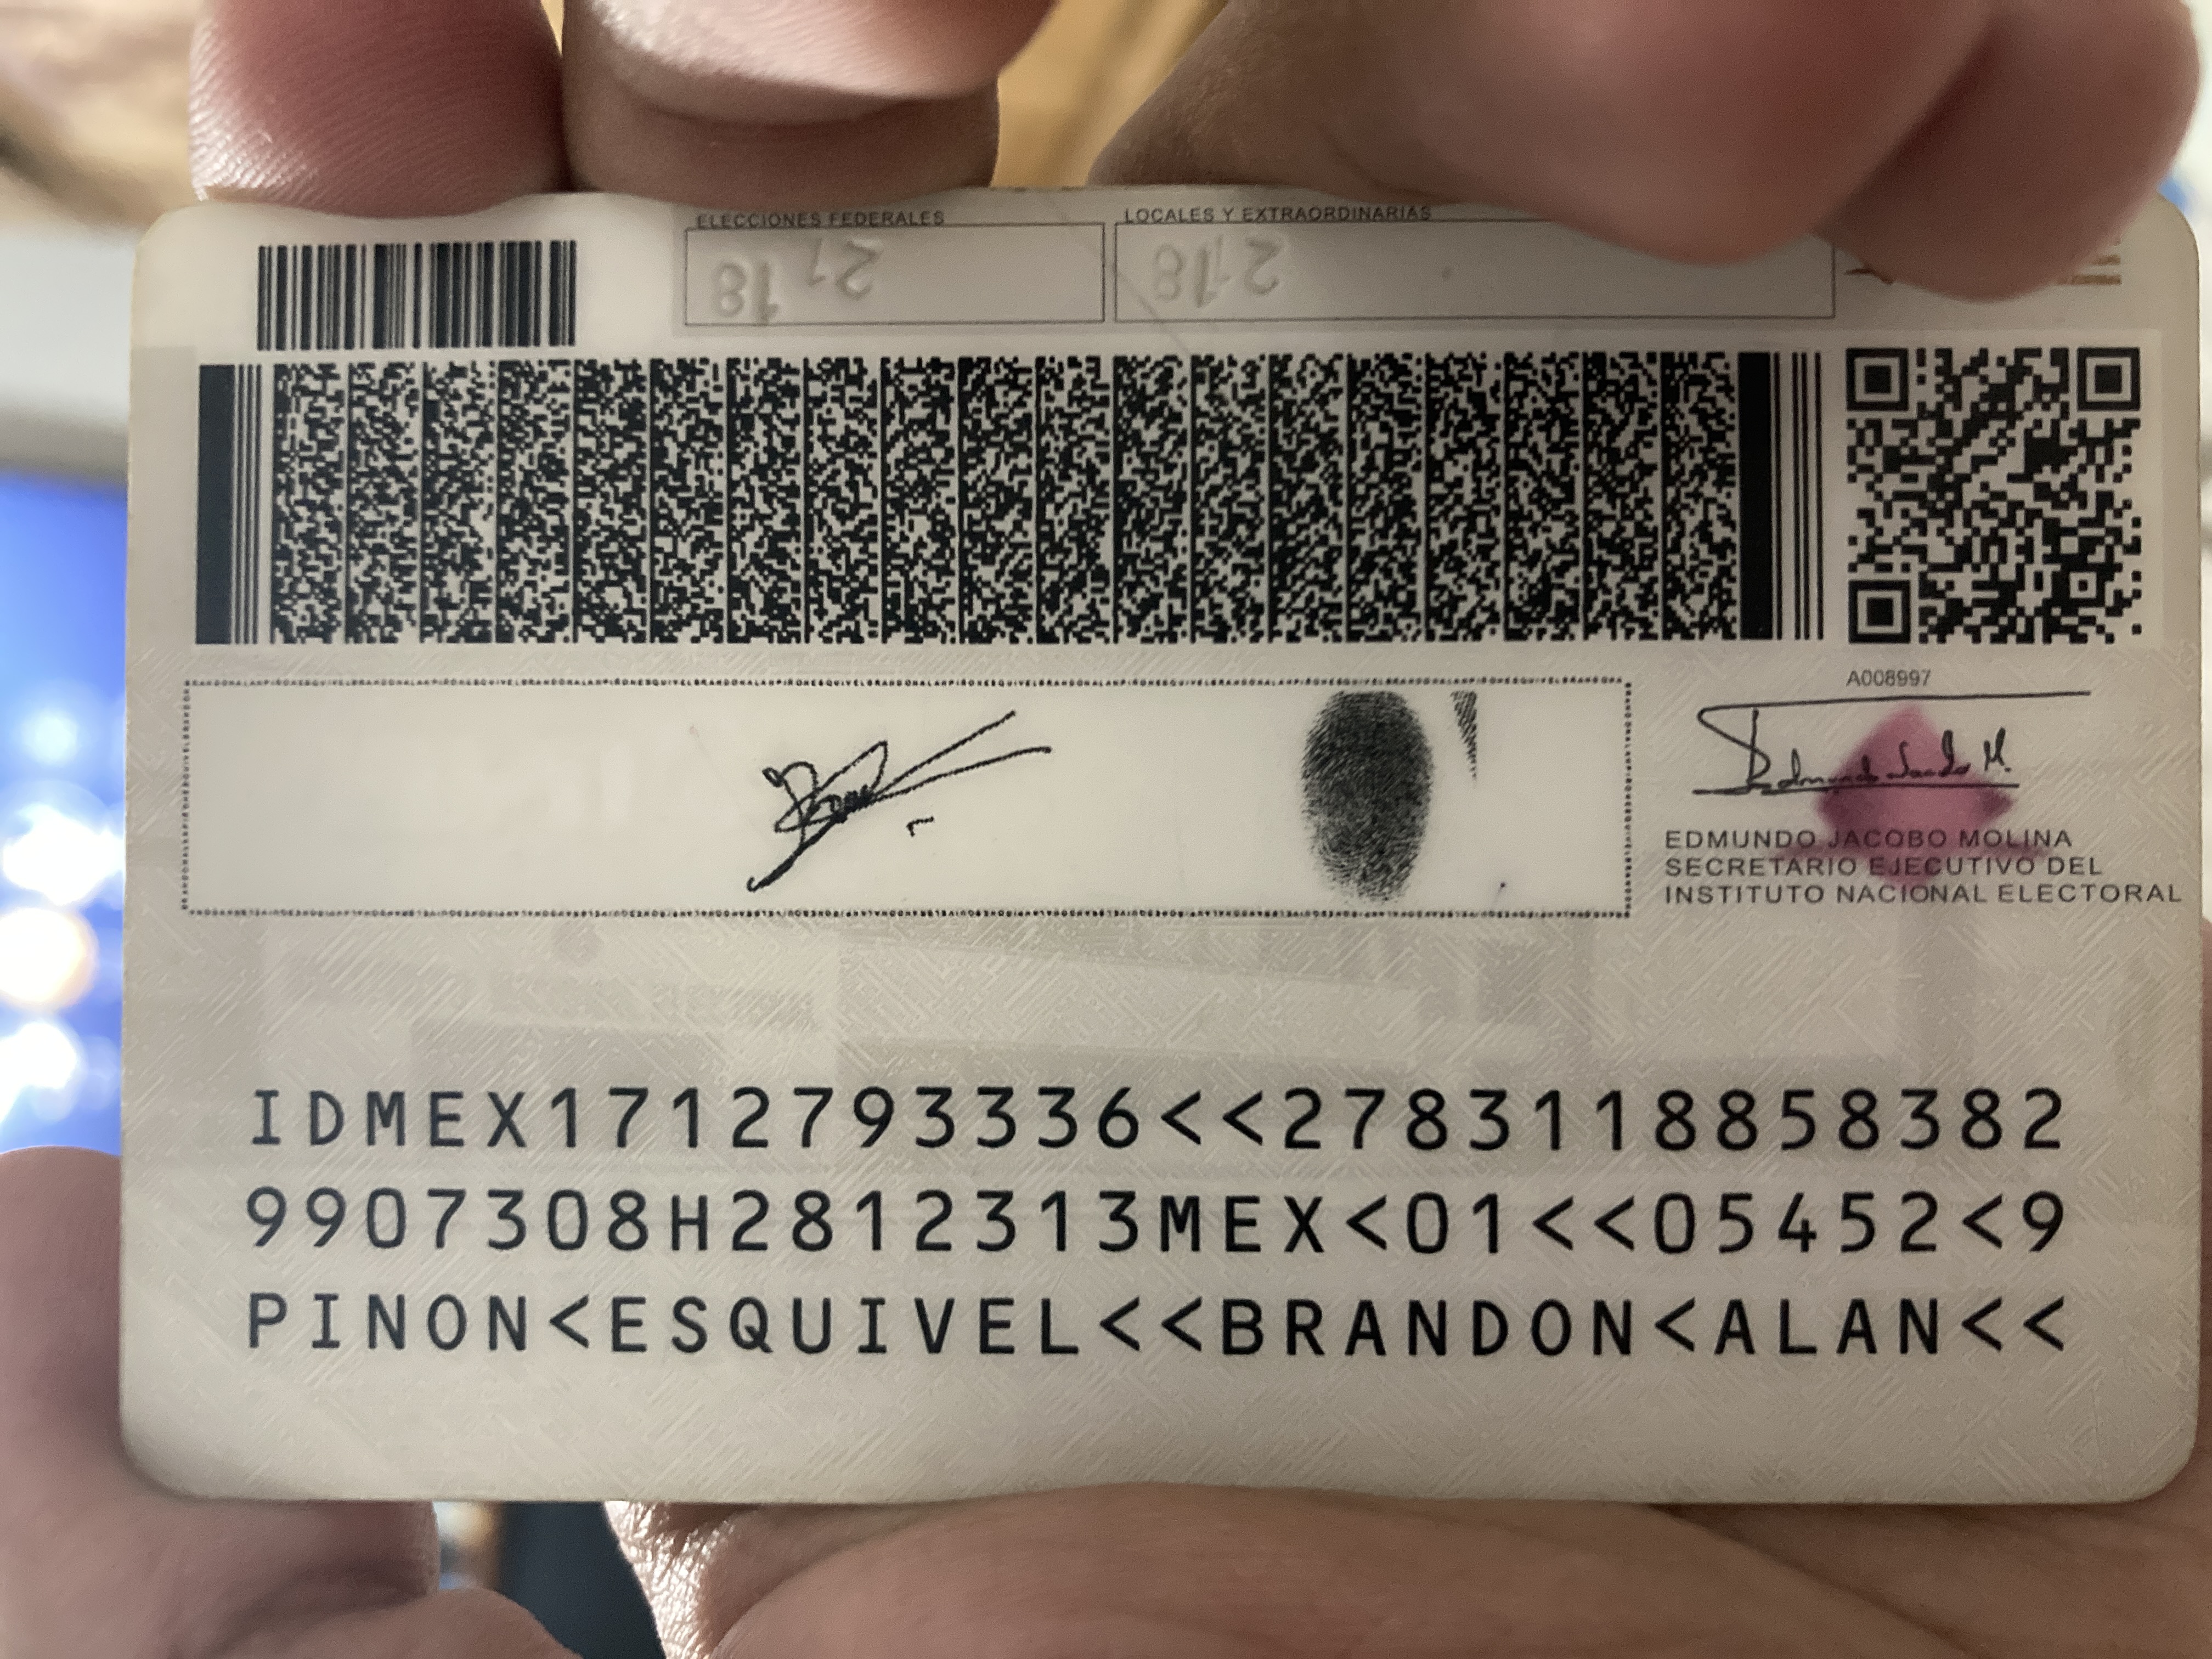 ELECCIONES FEDERALES
LOCALES Y EXTRAORDINARIAS
A008997
EDMUNDO JACOBO MOLINA
SECRETARIO EJECUTIVO DEL
INSTITUTO NACIONAL ELECTORAL
IDMEX1712793336<<2783118858382
9907308H2812313MEX<01<<05452<9
PINON<ESQUIVEL<<BRANDON<ALAN<<